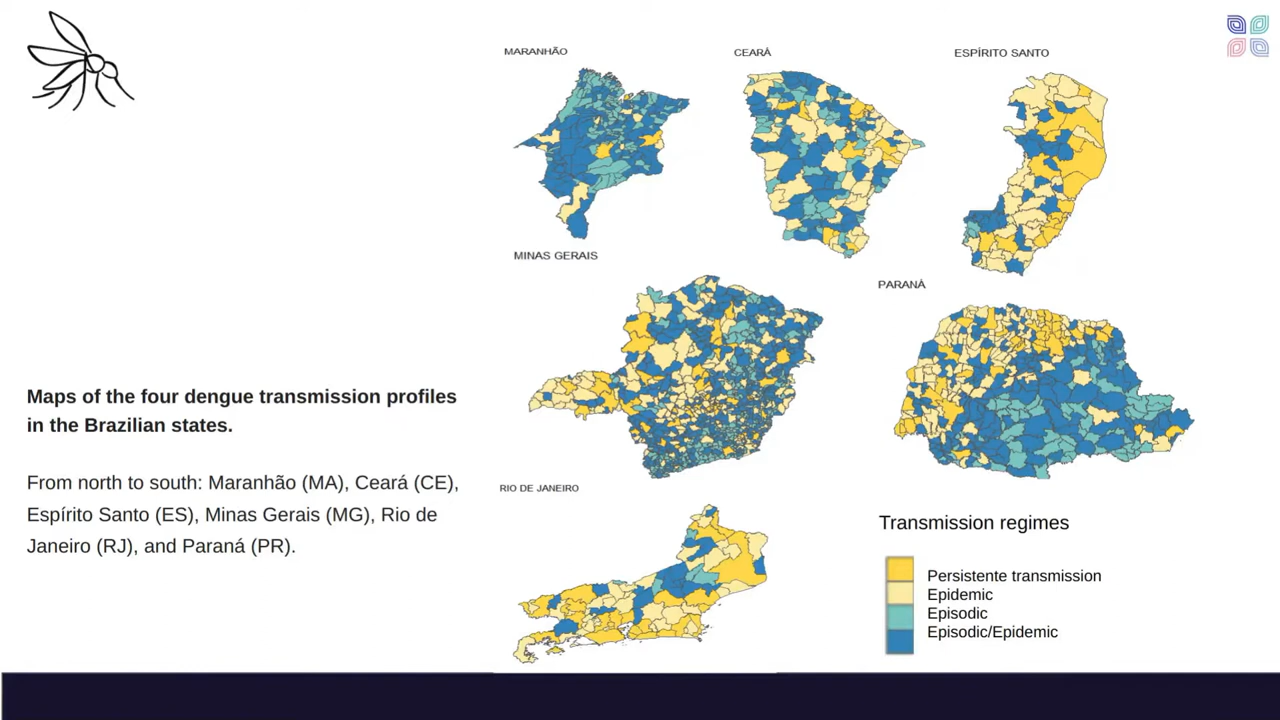 MARANHÃO
CEARÁ
ESPÍRITO SANTO
MINAS GERAIS
PARANÁ
Maps of the four dengue transmission profiles
in the Brazilian states.
From north to south: Maranhão (MA), Ceará (CE),
Espírito Santo (ES), Minas Gerais (MG), Rio de
Janeiro (RJ), and Paraná (PR).
RIO DE JANEIRO
Transmission regimes
Persistente transmission
Epidemic
Episodic
Episodic/Epidemic